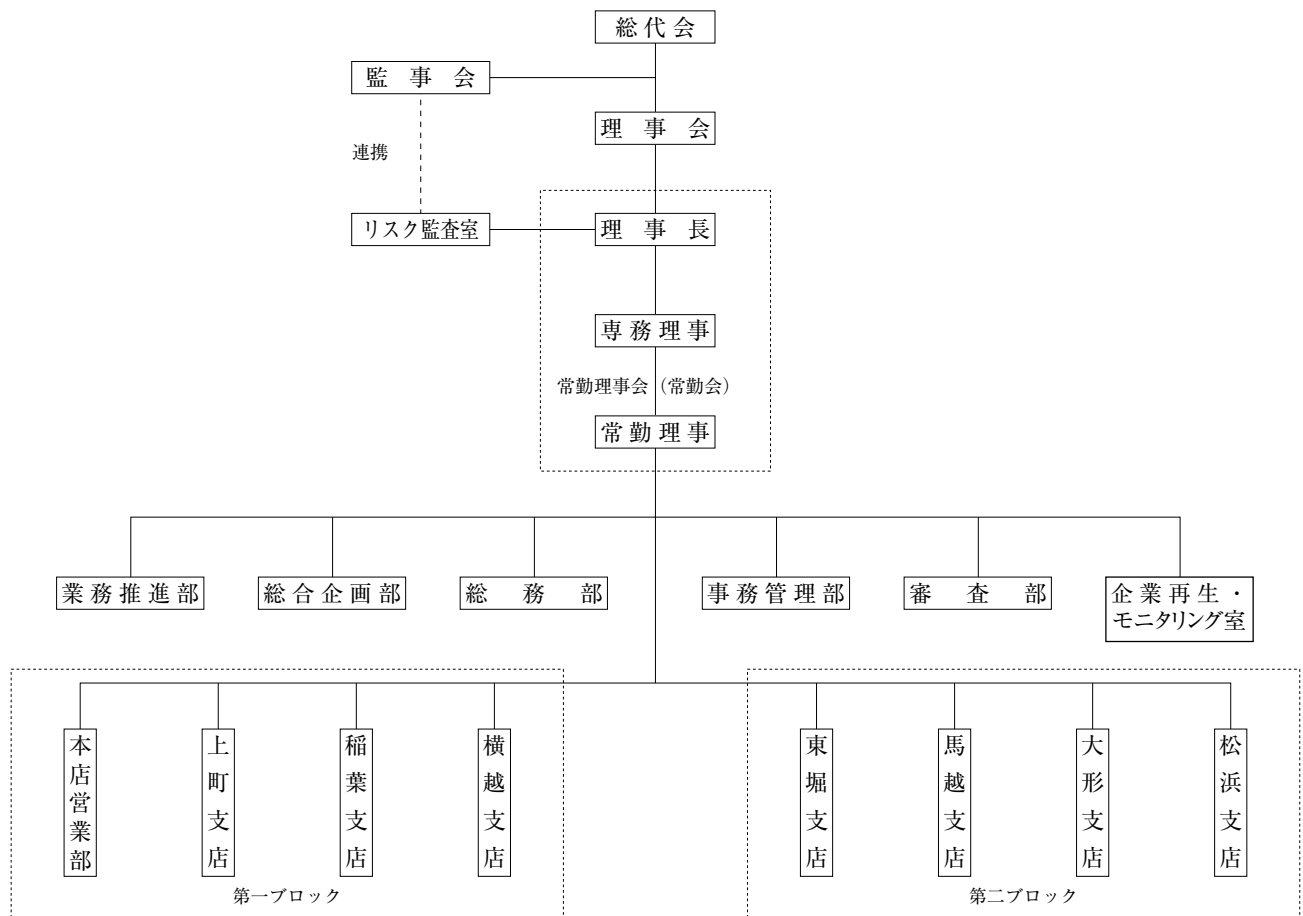 総代会
監事会
理事会
連携
リスク監査室
理事長
専務理事
常勤理事会（常勤会）
常勤理事
業務推進部
総合企画部
総務部
事務管理部
審査部
企業再生・
モニタリング室
本店営業部
上町支店
稲葉支店
横越支店
東堀支店
馬越支店
大形支店
松浜支店
第一ブロック
第二ブロック